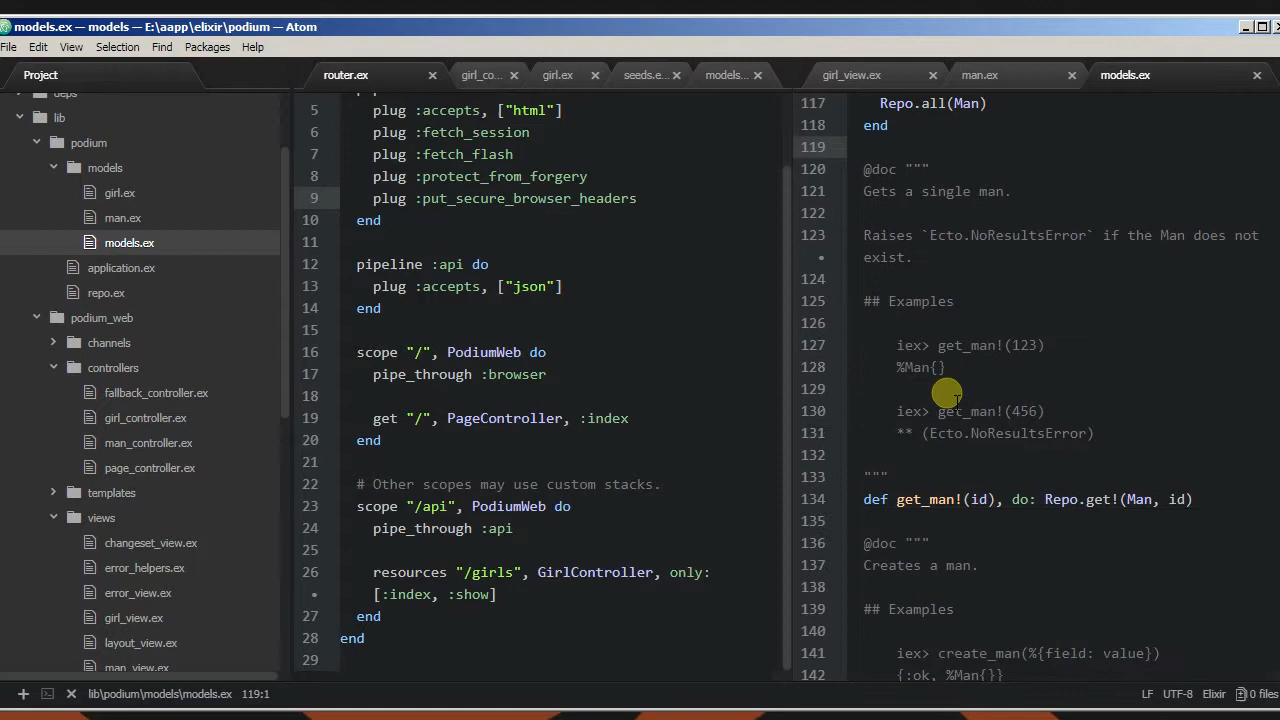 models.ex — models — E:\aapp\elixir\podium — Atom
File Edit View Selection Find Packages Help
Project
deps
lib
podium
models
girl.ex
man.ex
models.ex
application.ex
repo.ex
podium_web
channels
controllers
fallback_controller.ex
girl_controller.ex
man_controller.ex
page_controller.ex
templates
views
changeset_view.ex
error_helpers.ex
error_view.ex
girl_view.ex
layout_view.ex
man_view.ex
router.ex girl_co... girl.ex seeds.e... models...
5 plug :accepts, ["html"]
6 plug :fetch_session
7 plug :fetch_flash
8 plug :protect_from_forgery
9 plug :put_secure_browser_headers
10 end
11
12 pipeline :api do
13 plug :accepts, ["json"]
14 end
15
16 scope "/", PodiumWeb do
17 pipe_through :browser
18
19 get "/", PageController, :index
20 end
21
22 # Other scopes may use custom stacks.
23 scope "/api", PodiumWeb do
24 pipe_through :api
25
26 resources "/girls", GirlController, only:
• [:index, :show]
27 end
28 end
29
girl_view.ex man.ex models.ex
117 Repo.all(Man)
118 end
119
120 @doc """
121 Gets a single man.
122
123 Raises `Ecto.NoResultsError` if the Man does not
• exist.
124
125 ## Examples
126
127 iex> get_man!(123)
128 %Man{}
129
130 iex> get_man!(456)
131 ** (Ecto.NoResultsError)
132
133 """
134 def get_man!(id), do: Repo.get!(Man, id)
135
136 @doc """
137 Creates a man.
138
139 ## Examples
140
141 iex> create_man(%{field: value})
142 {:ok, %Man{}}
lib\podium\models\models.ex 119:1 LF UTF-8 Elixir 0 files